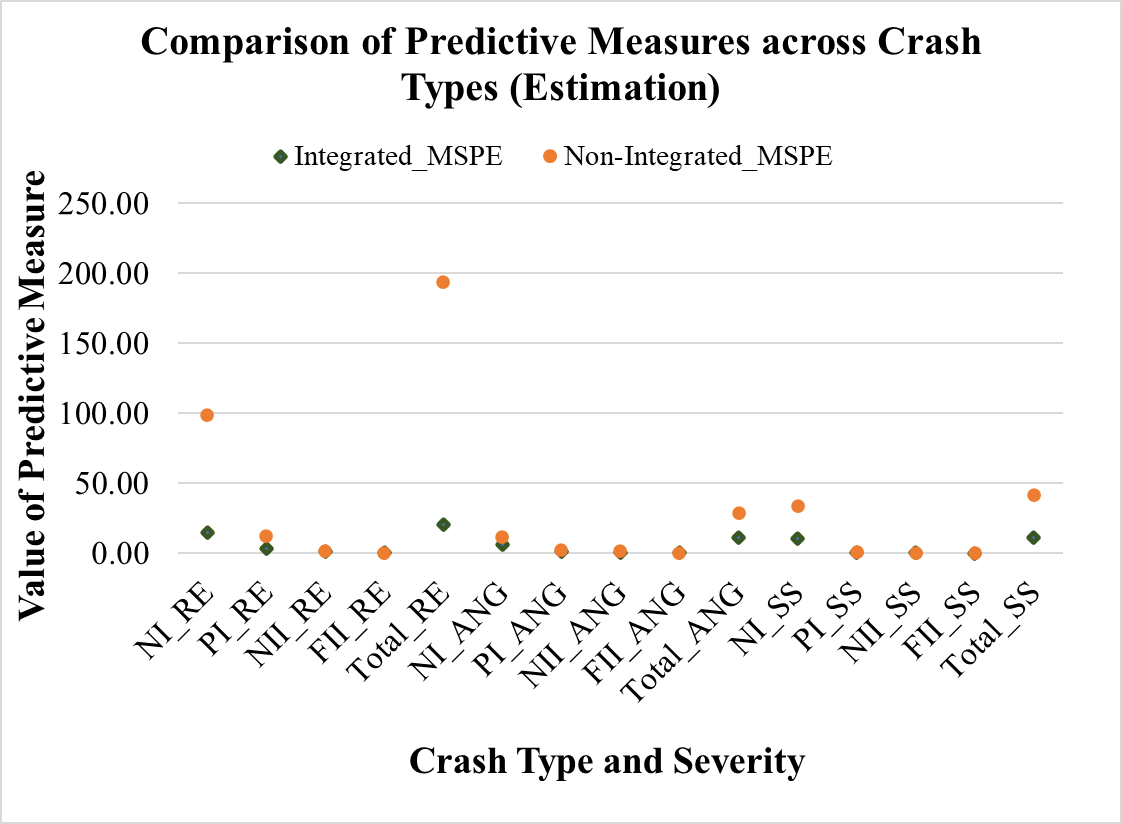 Comparison of Predictive Measures across Crash
Types (Estimation)
Integrated_MSPE
Non-Integrated_MSPE
Value of Predictive Measure
250.00
200.00
150.00
100.00
50.00
0.00
NI_RE
PI_RE
NII_RE
FII_RE
Total_RE
NI_ANG
PI_ANG
NII_ANG
FII_ANG
Total_ANG
NI_SS
PI_SS
NII_SS
FII_SS
Total_SS
Crash Type and Severity